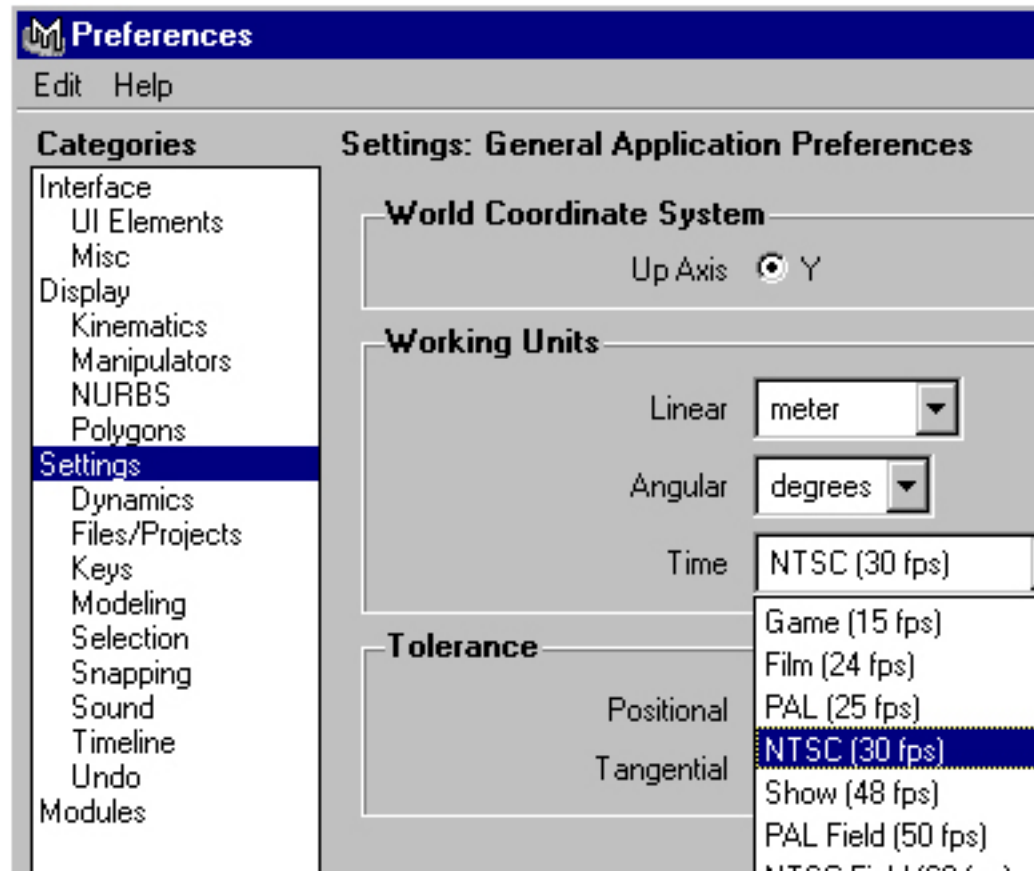 Preferences
Edit Help
Categories
Interface
UI Elements
Misc
Display
Kinematics
Manipulators
NURBS
Polygons
Settings
Dynamics
Files/Projects
Keys
Modeling
Selection
Snapping
Sound
Timeline
Undo
Modules
Settings: General Application Preferences
World Coordinate System
Up Axis Y
Working Units
Linear meter
Angular degrees
Time NTSC (30 fps)
Game (15 fps)
Film (24 fps)
PAL (25 fps)
NTSC (30 fps)
Show (48 fps)
PAL Field (50 fps)
Tolerance
Positional
Tangential